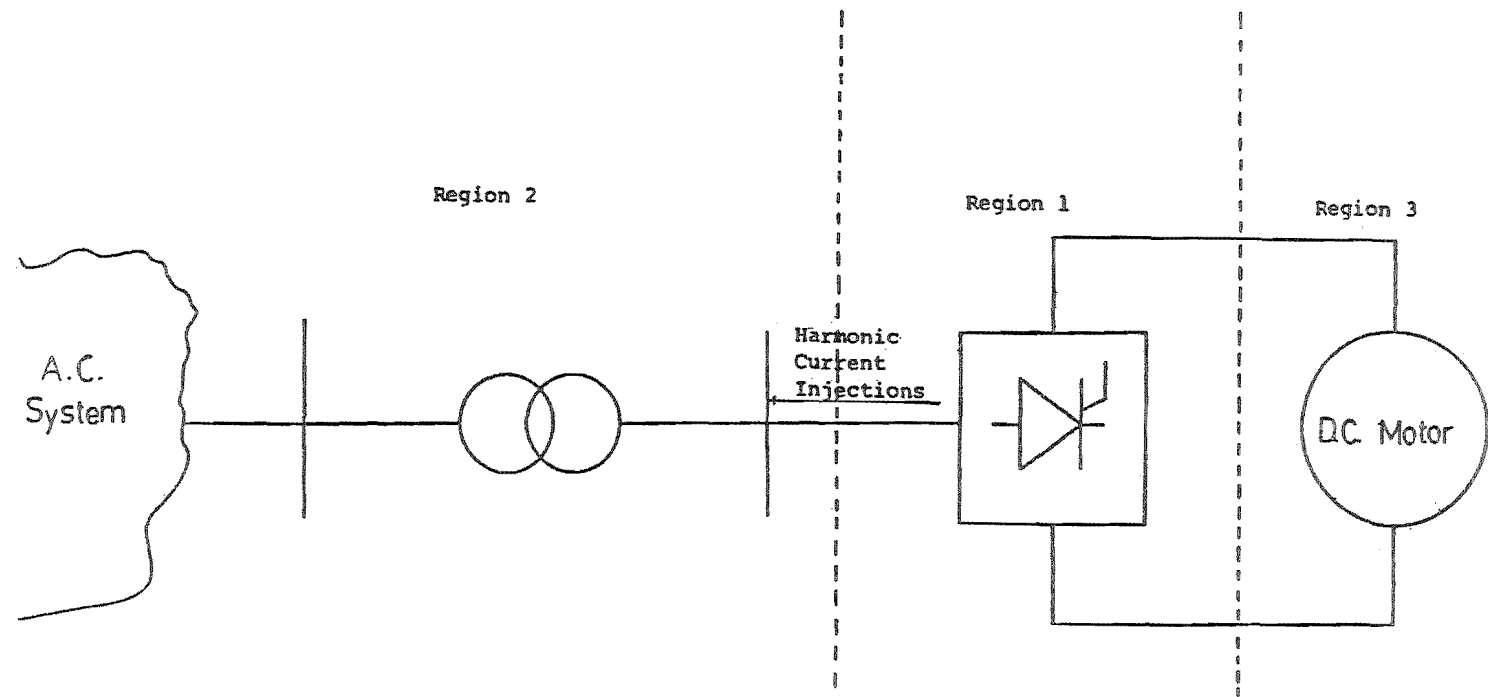 Region 2
Region 1
Region 3
Harmonic
Current
Injections
A.C.
System
D.C. Motor